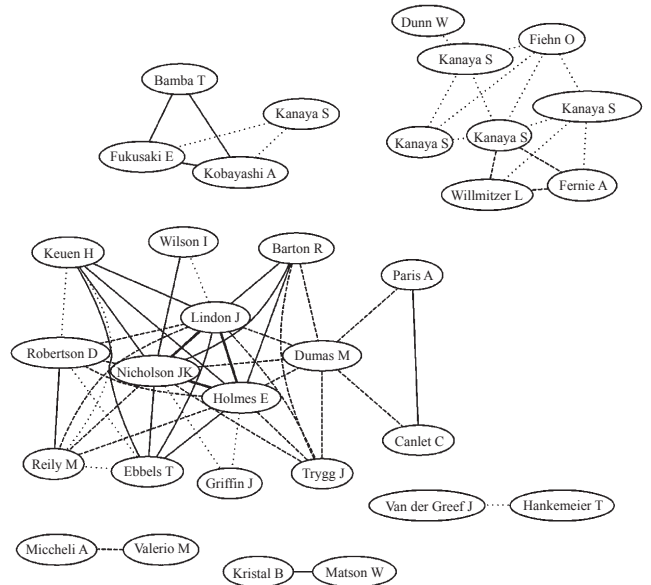 Dunn W
Fiehn O
Kanaya S
Bamba T
Kanaya S
Kanaya S
Kanaya S
Kanaya S
Fukusaki E
Kobayashi A
Willmitzer L
Fernie A
Wilson I
Barton R
Keuen H
Paris A
Lindon J
Robertson D
Dumas M
Nicholson JK
Holmes E
Canlet C
Reily M
Ebbels T
Griffin J
Trygg J
Van der Greef J
Hankemeier T
Miccheli A
Valerio M
Kristal B
Matson W